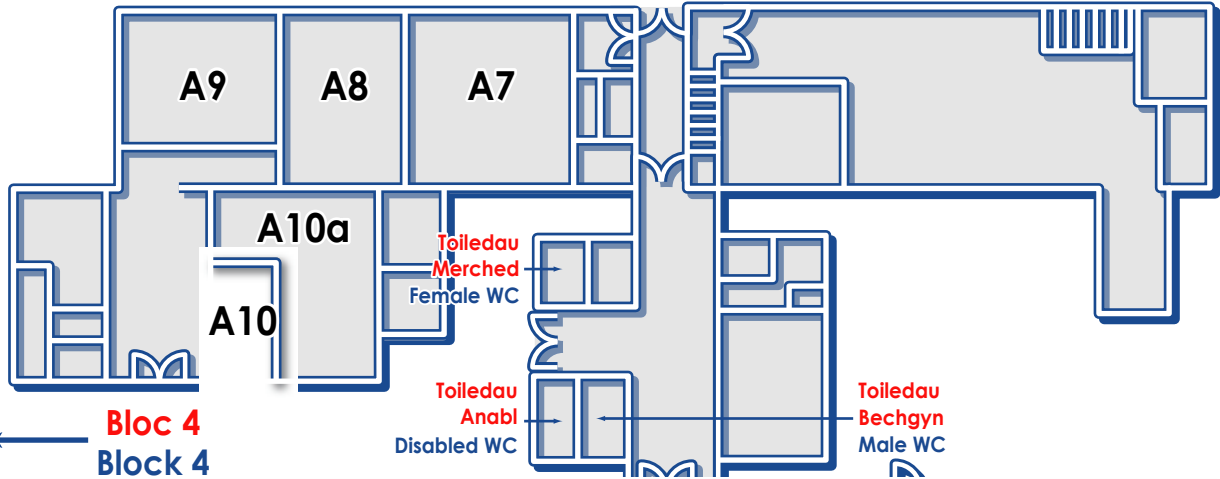 A9
A8
A7
A10a
A10
Toiledau
Merched
Female WC
Toiledau
Anabl
Disabled WC
Toiledau
Bechgyn
Male WC
Bloc 4
Block 4